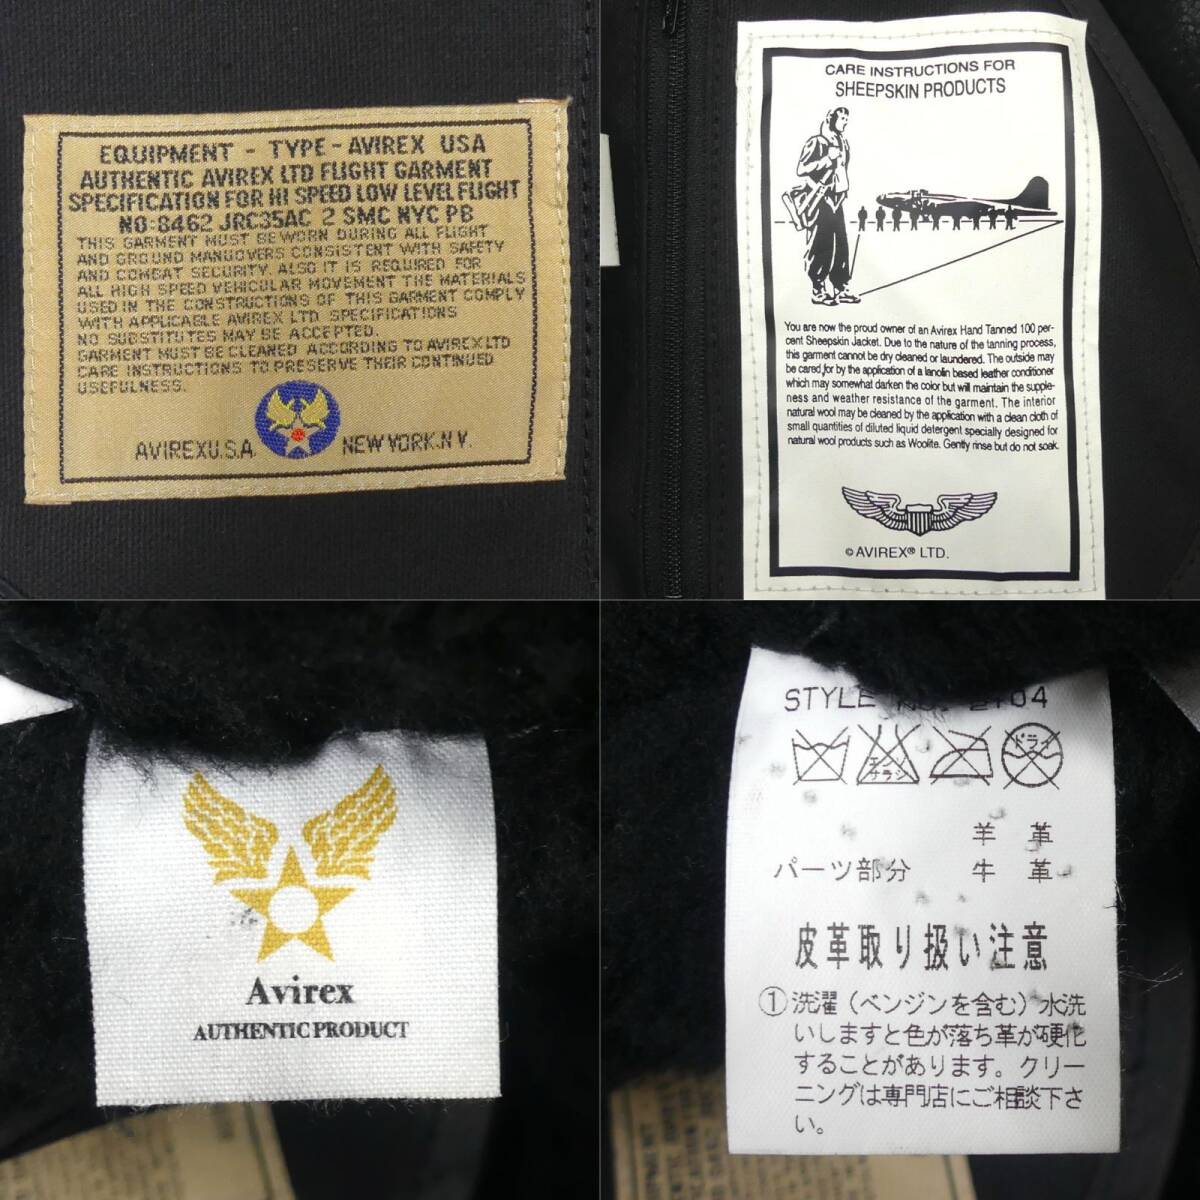 EQUIPMENT - TYPE - AVIREX USA
AUTHENTIC AVIREX LTD FLIGHT GARMENT
SPECIFICATION FOR HI SPEED LOW LEVEL FLIGHT
NO:8462 JRC35AC 2 SMC NYC PB
THIS GARMENT MUST BE WORN DURING ALL FLIGHT
AND GROUND MANUOVERS CONSISTENT WITH SAFETY
AND COMBAT SECURITY. ALSO IT IS REQUIRED FOR
ALL HIGH SPEED VEHICULAR MOVEMENT THE MATERIALS
USED IN THE CONSTRUCTIONS OF THIS GARMENT COMPLY
WITH APPLICABLE AVIREX LTD SPECIFICATIONS
NO SUBSTITUTES MAY BE ACCEPTED.
GARMENT MUST BE CLEANED ACCORDING TO AVIREX LTD
CARE INSTRUCTIONS TO PRESERVE THEIR CONTINUED
USEFULNESS.
AVIREX U.S.A. NEW YORK.N.Y.
CARE INSTRUCTIONS FOR
SHEEPSKIN PRODUCTS
You are now the proud owner of an Avirex Hand Tanned 100 per-
cent Sheepskin Jacket. Due to the nature of the tanning process,
this garment cannot be dry cleaned or laundered. The outside may
be cared for by the application of a lanolin based leather conditioner
which may somewhat darken the color but will maintain the supple-
ness and weather resistance of the garment. The interior
natural wool may be cleaned by the application with a clean cloth of
small quantities of diluted liquid detergent specially designed for
natural wool products such as Woolite. Gently rinse but do not soak.
© AVIREX® LTD.
Avirex
AUTHENTIC PRODUCT
STYLE NO. 2104
エンソ サラシ ドライ
羊 革
パーツ部分 牛 革
皮革取り扱い注意
①洗濯(ベンジンを含む)水洗
いしますと色が落ち革が硬化
することがあります。クリー
ニングは専門店にご相談下さ
い。